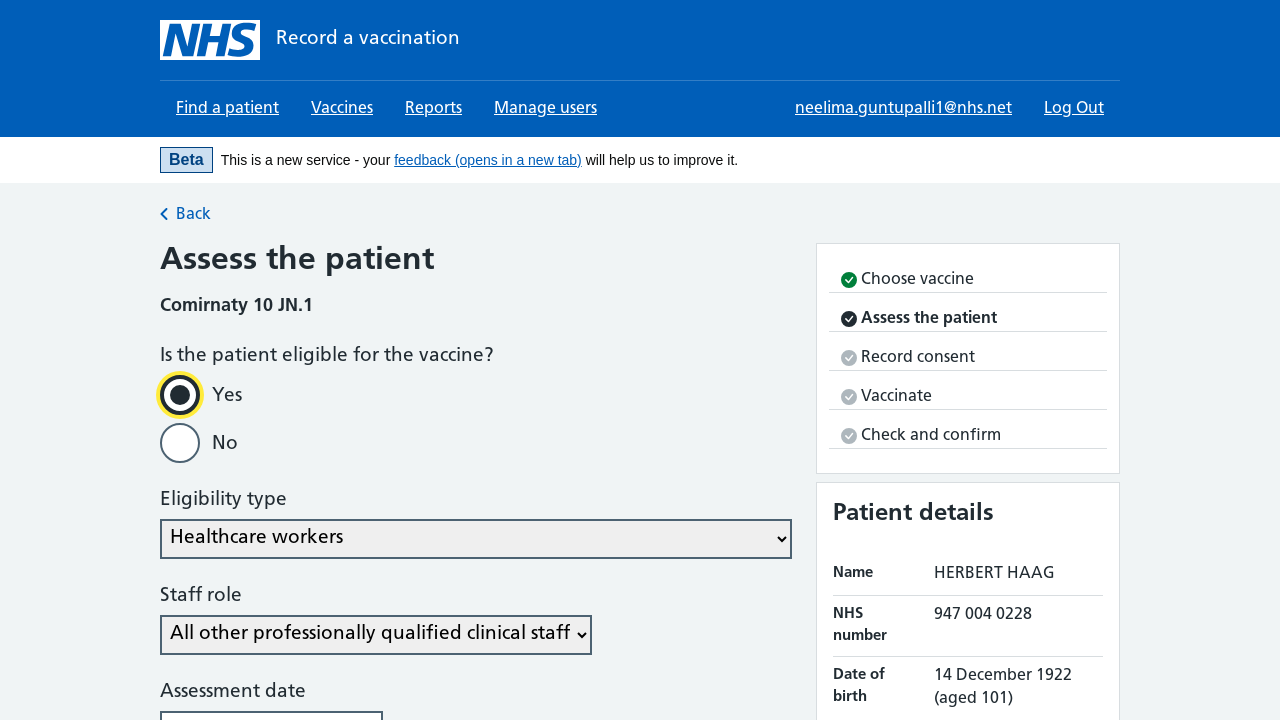 NHS Record a vaccination
Find a patient Vaccines Reports Manage users neelima.guntupalli1@nhs.net Log Out
Beta This is a new service - your feedback (opens in a new tab) will help us to improve it.
Back
Assess the patient
Comirnaty 10 JN.1
Is the patient eligible for the vaccine?
Yes
No
Eligibility type
Healthcare workers
Staff role
All other professionally qualified clinical staff
Assessment date
Choose vaccine
Assess the patient
Record consent
Vaccinate
Check and confirm
Patient details
Name HERBERT HAAG
NHS number 947 004 0228
Date of birth 14 December 1922 (aged 101)